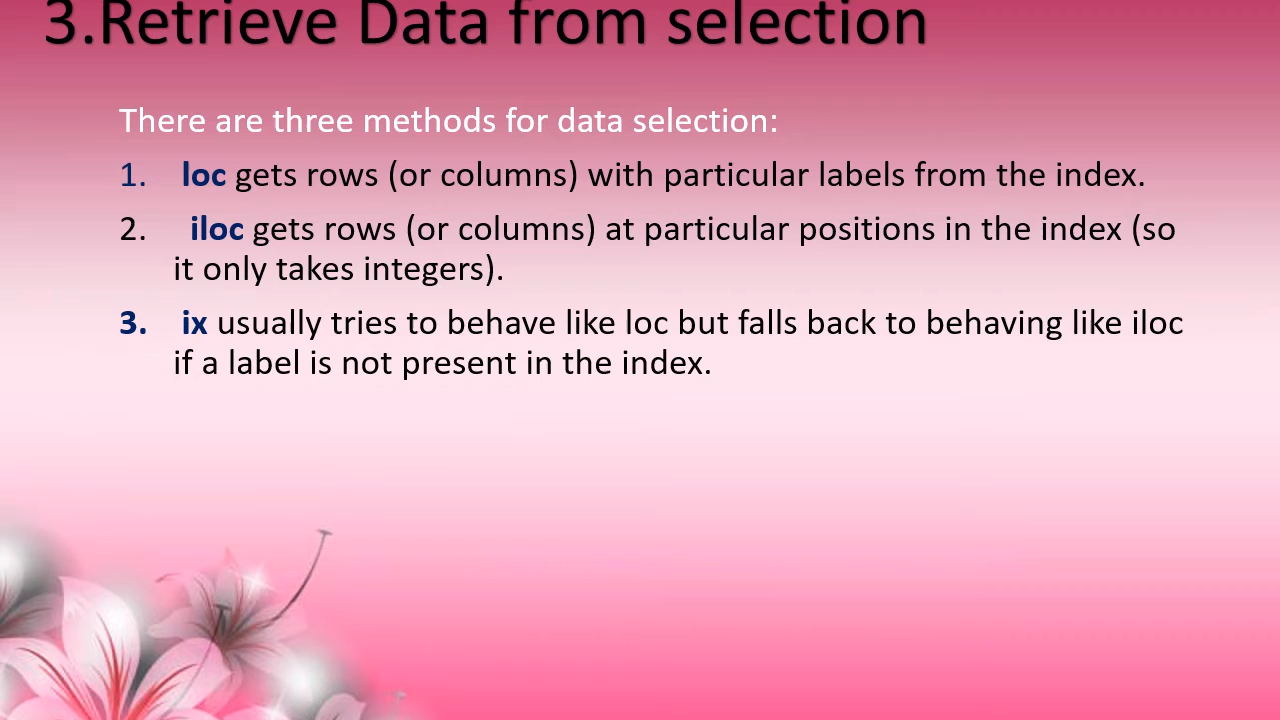 3.Retrieve Data from selection
There are three methods for data selection:
1. loc gets rows (or columns) with particular labels from the index.
2. iloc gets rows (or columns) at particular positions in the index (so
it only takes integers).
3. ix usually tries to behave like loc but falls back to behaving like iloc
if a label is not present in the index.